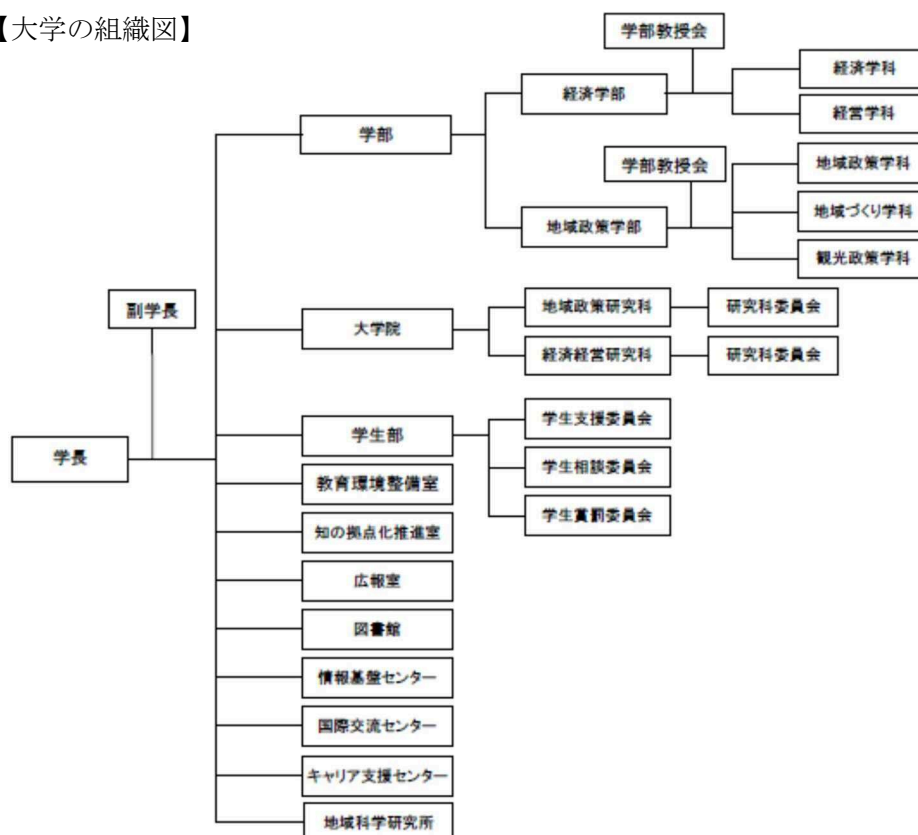 【大学の組織図】
学部教授会
経済学科
経済学部
経営学科
学部
学部教授会
地域政策学科
地域づくり学科
地域政策学部
観光政策学科
副学長
地域政策研究科
研究科委員会
大学院
経済経営研究科
研究科委員会
学生支援委員会
学生部
学長
学生相談委員会
教育環境整備室
学生賞罰委員会
知の拠点化推進室
広報室
図書館
情報基盤センター
国際交流センター
キャリア支援センター
地域科学研究所